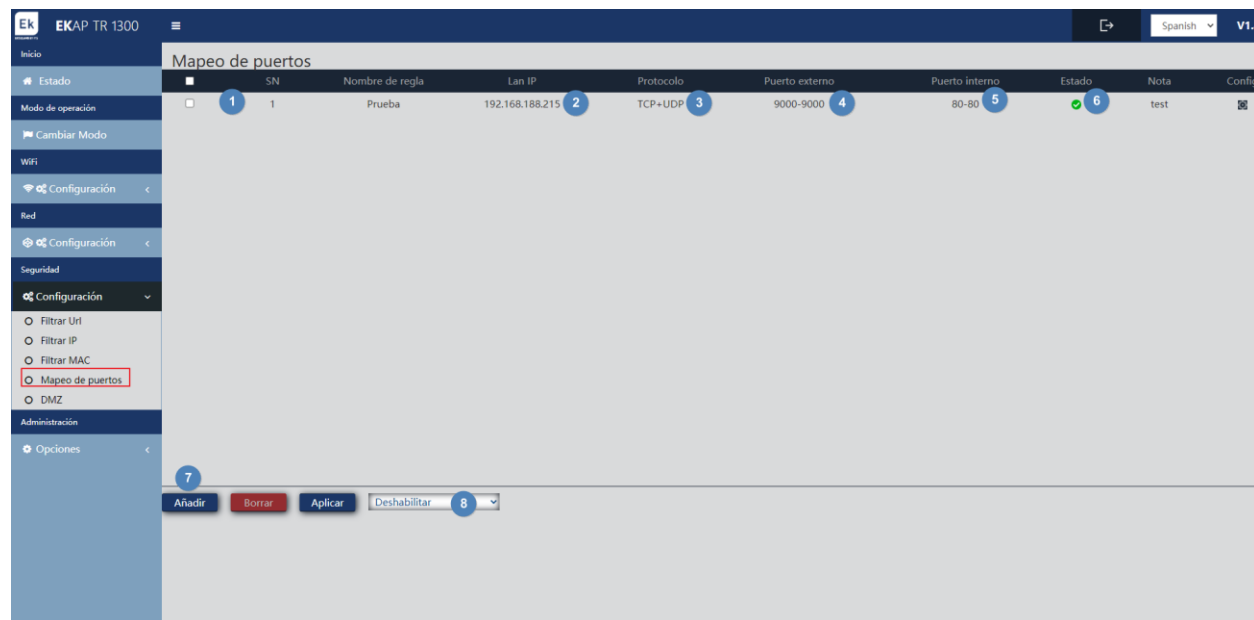 Ek EKAP TR 1300 Spanish V1.
Inicio
Mapeo de puertos
Estado
SN Nombre de regla Lan IP Protocolo Puerto externo Puerto interno Estado Nota Config
Modo de operación
1 1 Prueba 192.168.188.215 2 TCP+UDP 3 9000-9000 4 80-80 5 6 test
Cambiar Modo
WiFi
Configuración
Red
Configuración
Seguridad
Configuración
Filtrar Url
Filtrar IP
Filtrar MAC
Mapeo de puertos
DMZ
Administración
Opciones
7
Añadir Borrar Aplicar Deshabilitar 8